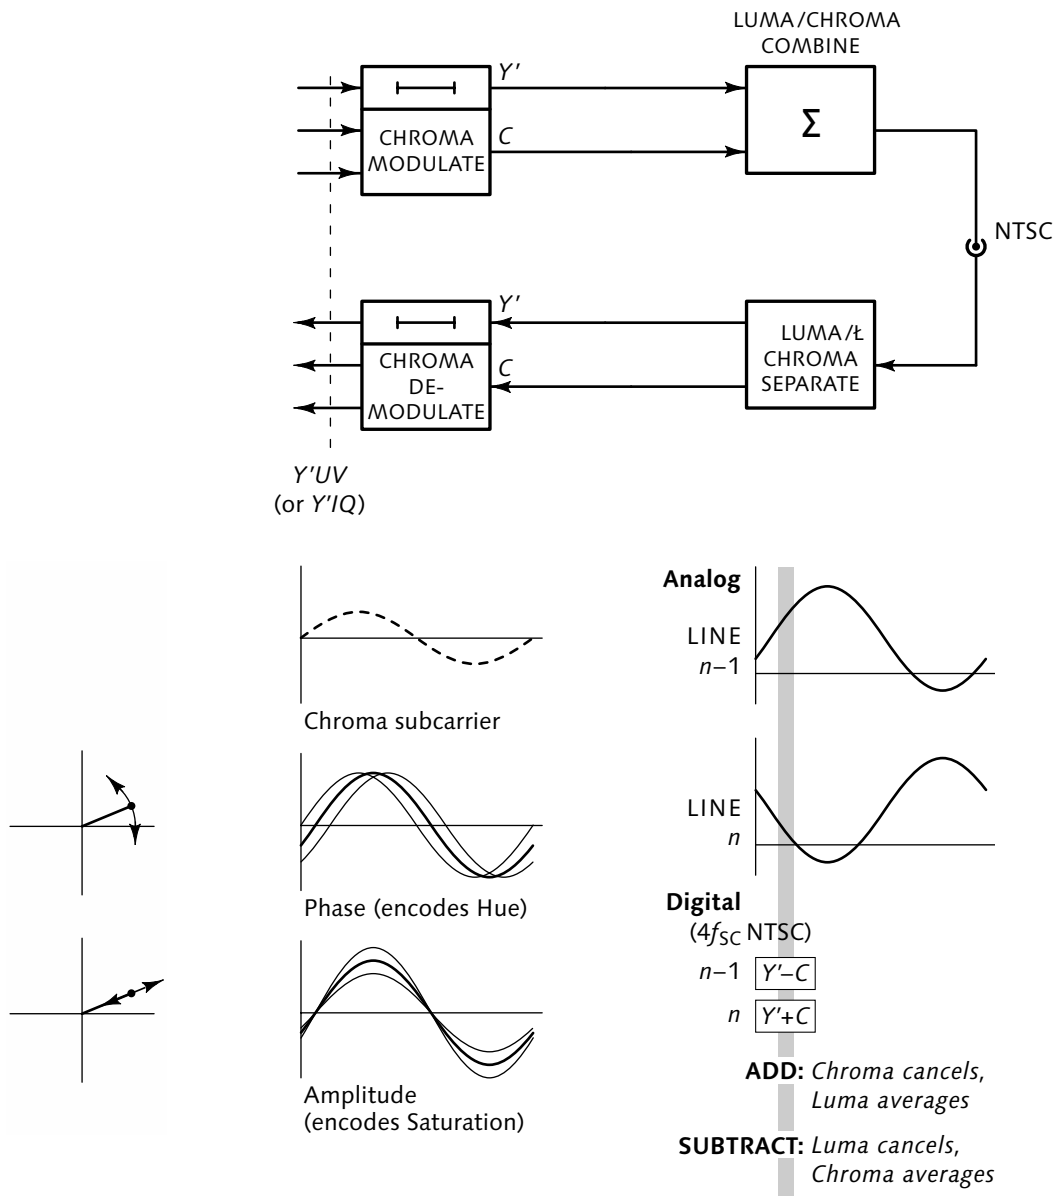 LUMA/CHROMA
COMBINE
Y'
Σ
CHROMA
MODULATE
C
NTSC
Y'
LUMA/Ł
CHROMA
SEPARATE
CHROMA
DE-
MODULATE
C
Y'UV
(or Y'IQ)
Chroma subcarrier
Phase (encodes Hue)
Amplitude
(encodes Saturation)
Analog
LINE
n–1
LINE
n
Digital
(4fSC NTSC)
n–1 Y'–C
n Y'+C
ADD: Chroma cancels,
Luma averages
SUBTRACT: Luma cancels,
Chroma averages